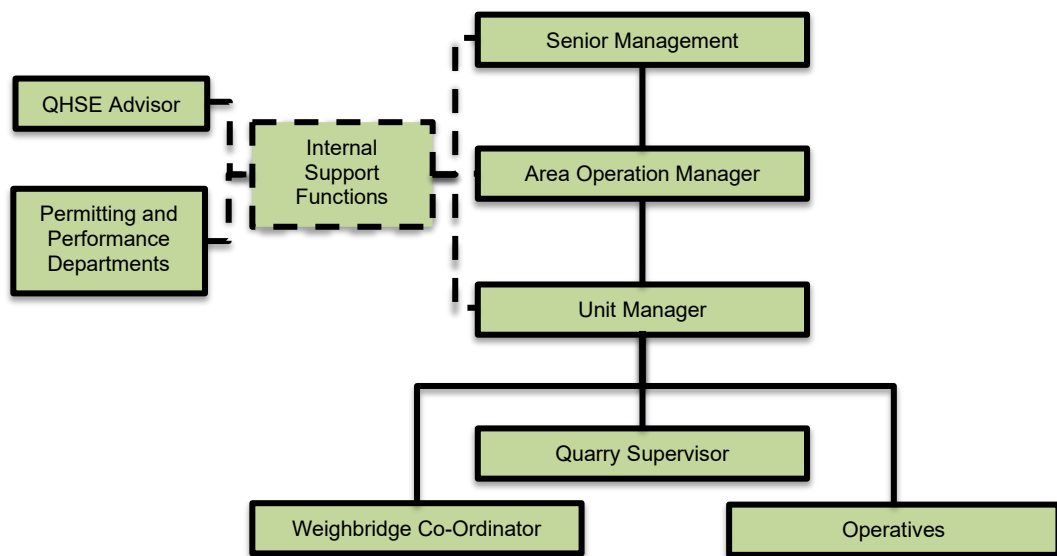 Senior Management
QHSE Advisor
Internal
Support
Functions
Area Operation Manager
Permitting and
Performance
Departments
Unit Manager
Quarry Supervisor
Weighbridge Co-Ordinator
Operatives